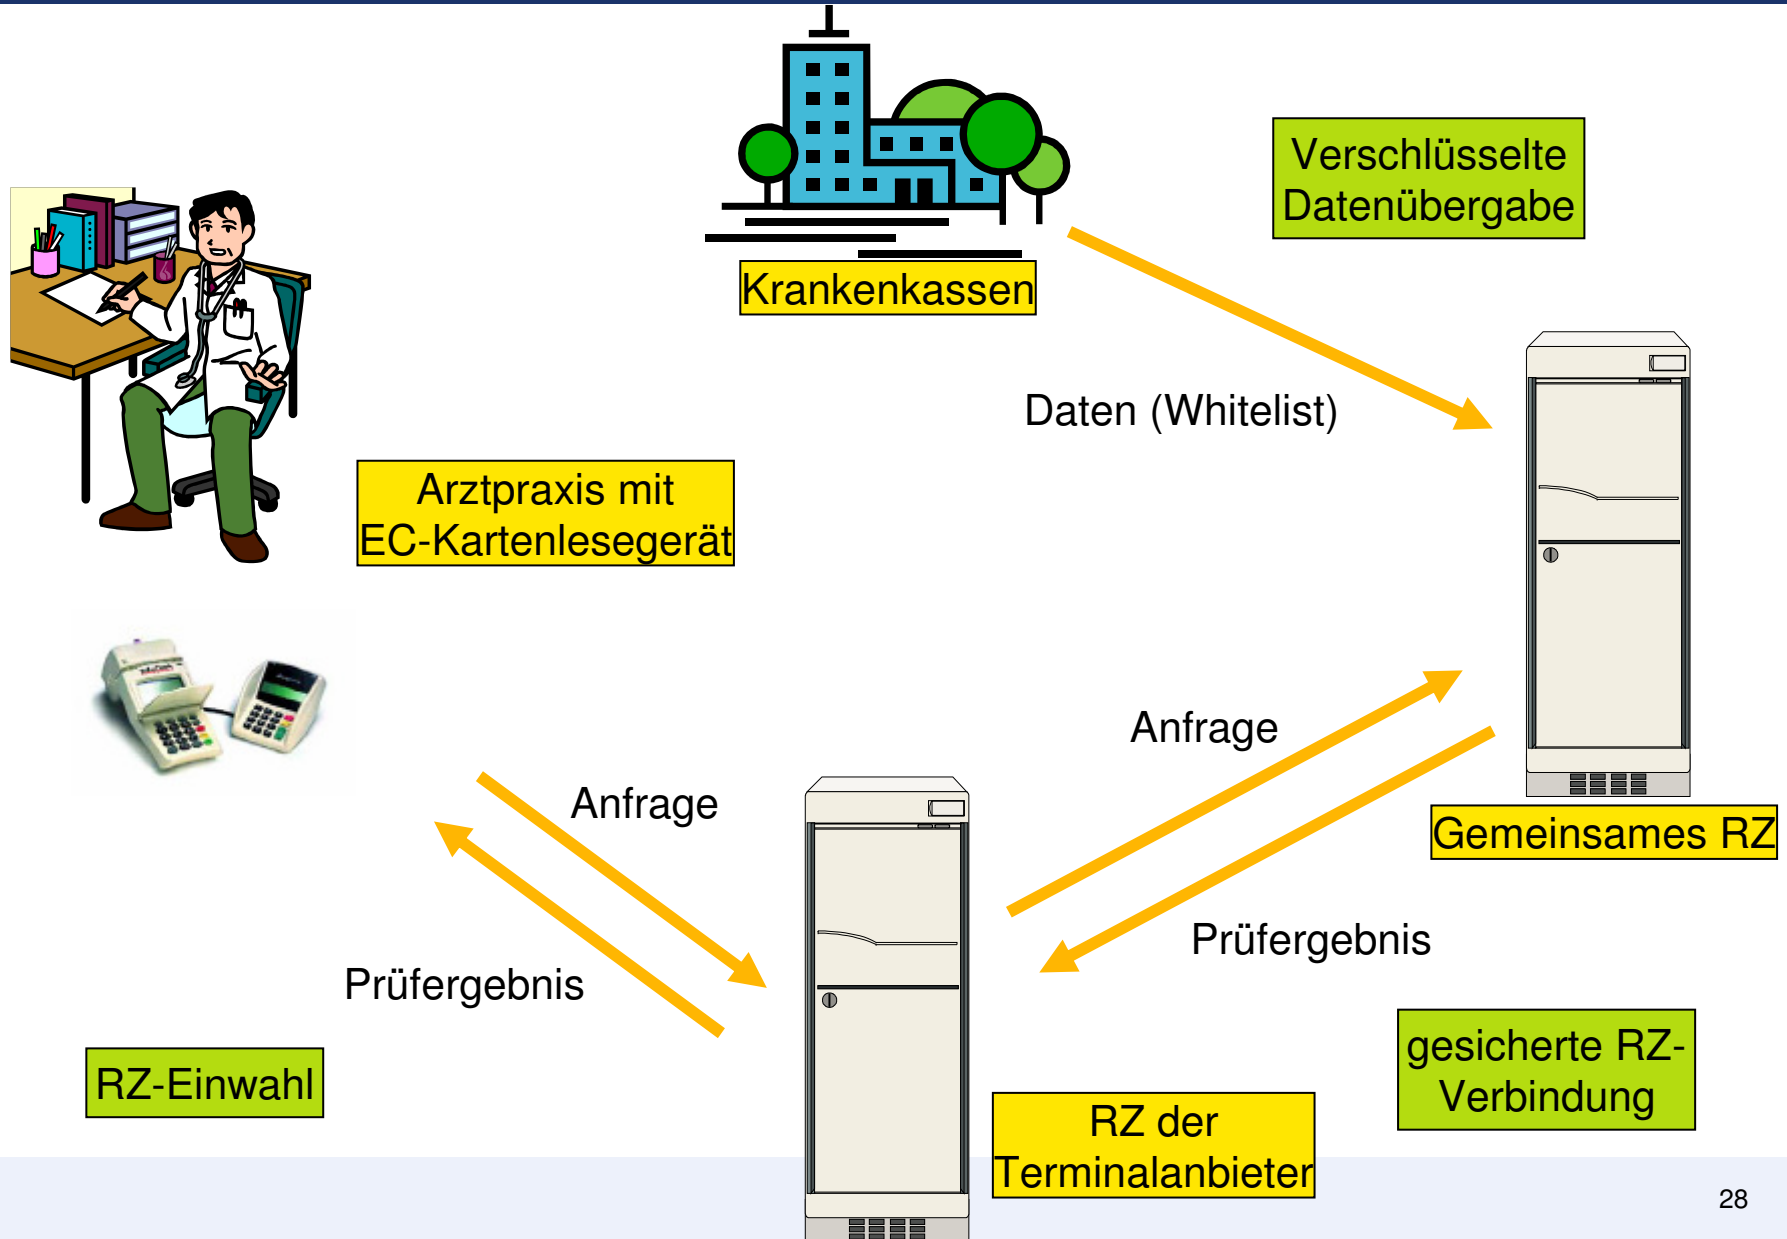 Verschlüsselte
Datenübergabe
Krankenkassen
Daten (Whitelist)
Arztpraxis mit
EC-Kartenlesegerät
Anfrage
Anfrage
Gemeinsames RZ
Prüfergebnis
Prüfergebnis
RZ-Einwahl
gesicherte RZ-
Verbindung
RZ der
Terminalanbieter
28